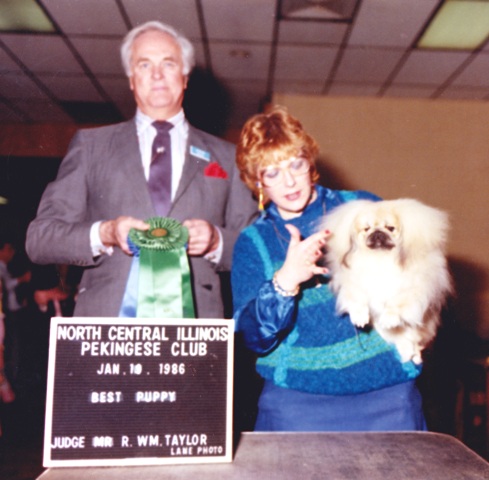 NORTH CENTRAL ILLINOIS
PEKINGESE CLUB
JAN. 10, 1986
BEST PUPPY
JUDGE MR R. WM. TAYLOR
LANE PHOTO